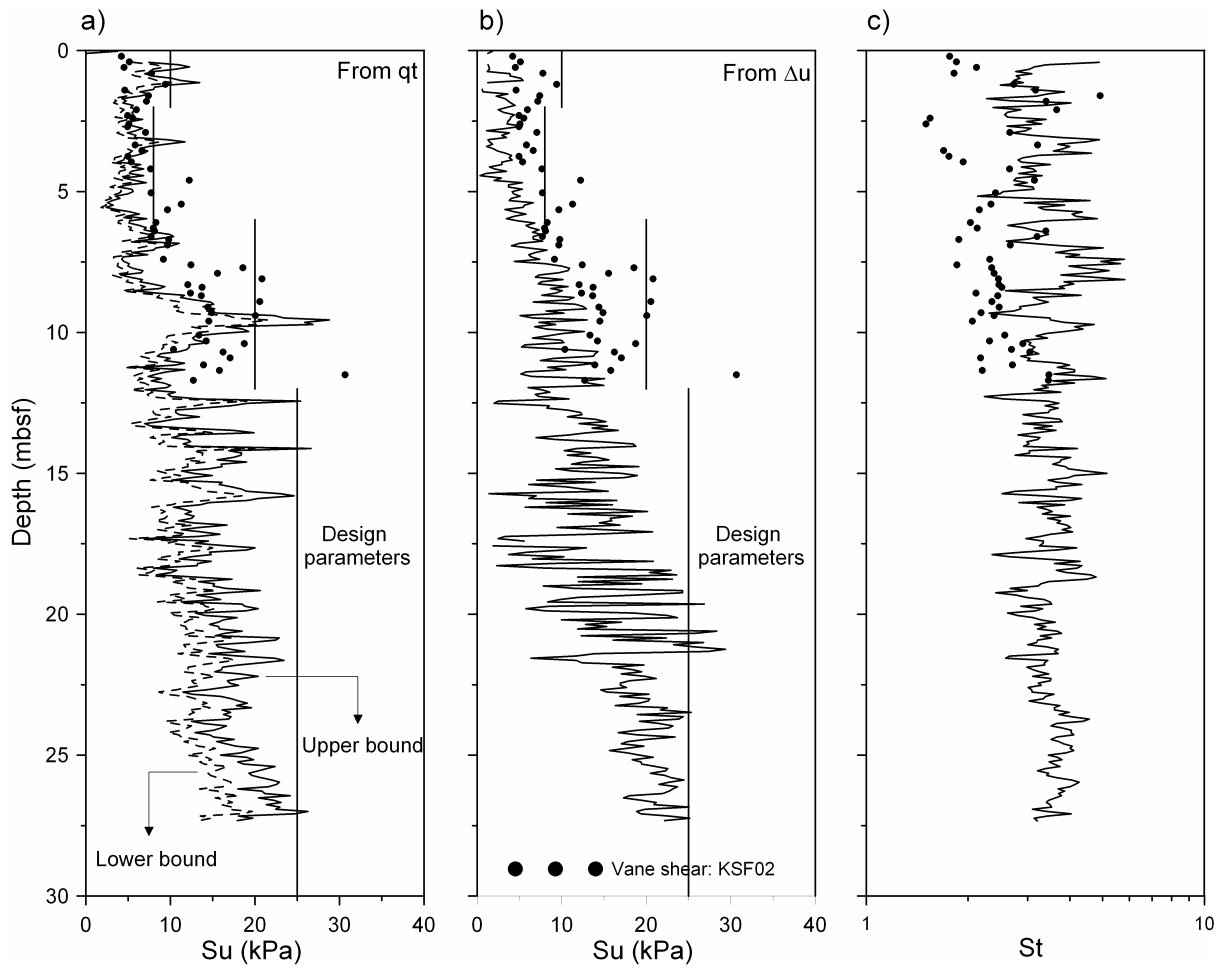 a)
b)
c)
From qt
From Δu
0
5
10
15
20
25
30
Depth (mbsf)
Design
parameters
Design
parameters
Upper bound
Lower bound
Vane shear: KSF02
0 10 20 30 40
0 10 20 30 40
1 10
Su (kPa)
Su (kPa)
St